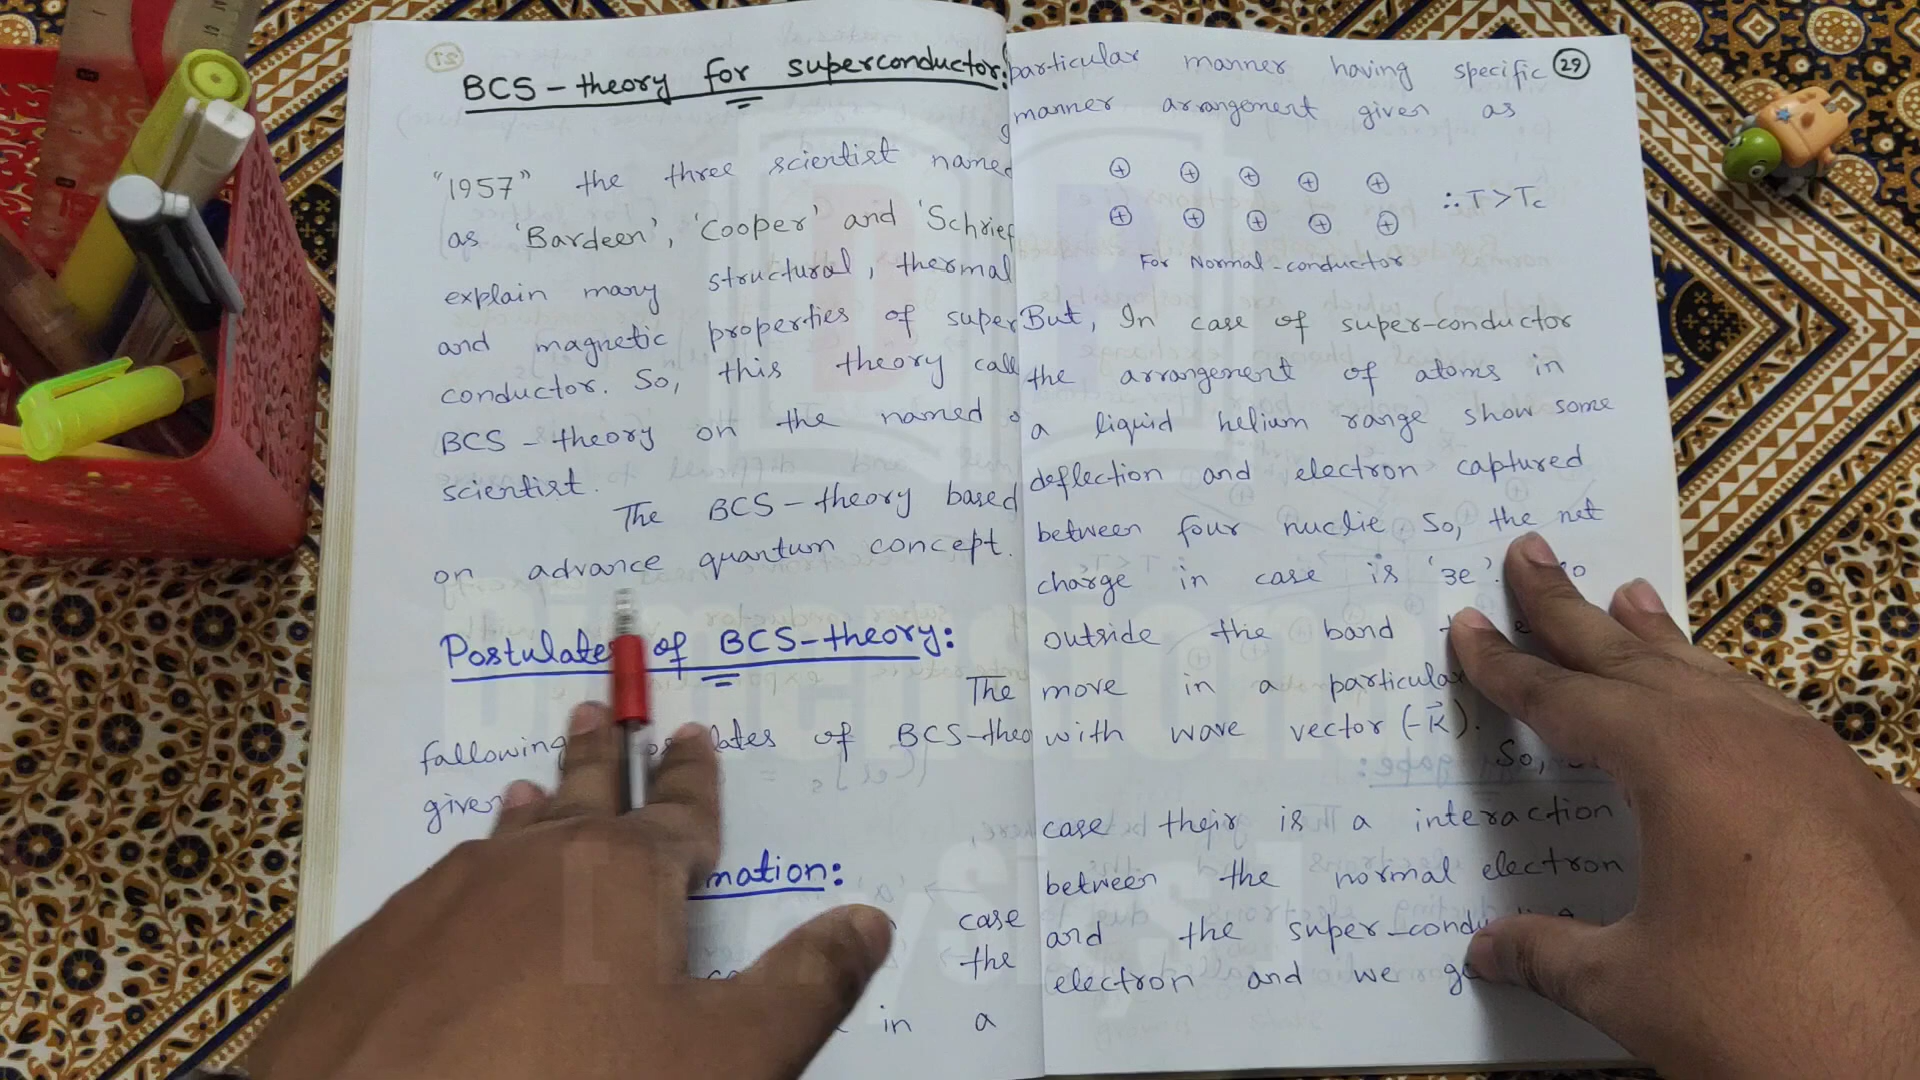 BCS - theory for superconductor:
"1957" the three scientist named
as 'Bardeen', 'Cooper' and 'Schrief
explain many structural, thermal
and magnetic properties of super
conductor. So, this theory call
BCS - theory on the named o
scientist.
The BCS - theory based
on advance quantum concept.
Postulates of BCS-theory:
The
following lates of BCS-theo
given
mation:
case
the
in a
29
particular manner having specific
manner arrangement given as
∴ T > Tc
For Normal-conductor
But, In case of super-conductor
the arrangement of atoms in
a liquid helium range show some
deflection and electron captured
between four nuclie So, the net
charge in case is '3e'.
outside the band
move in a particular
with wave vector (-K⃗).
So,
case their is a interaction
between the normal electron
and the super-condu
electron and we g